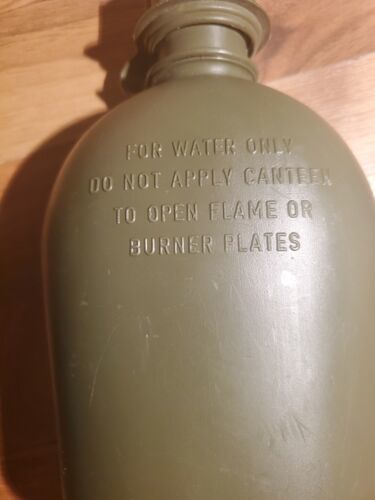 FOR WATER ONLY
DO NOT APPLY CANTEEN
TO OPEN FLAME OR
BURNER PLATES